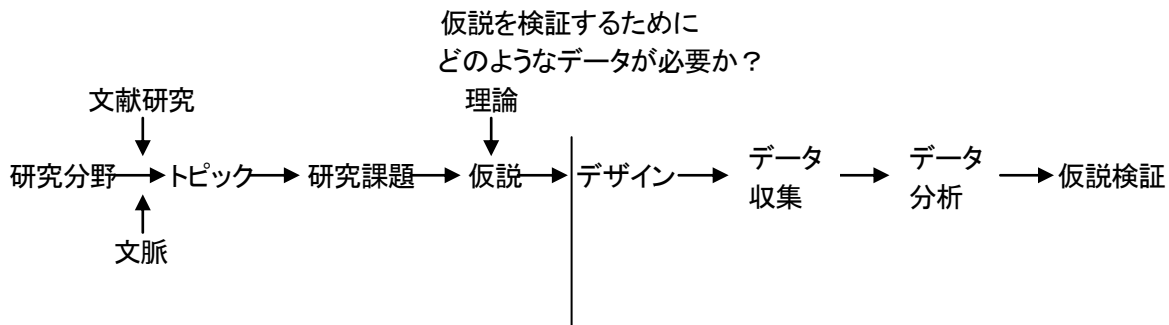 仮説を検証するために
どのようなデータが必要か？
文献研究
理論
研究分野
トピック
研究課題
仮説
デザイン
データ
収集
データ
分析
仮説検証
文脈